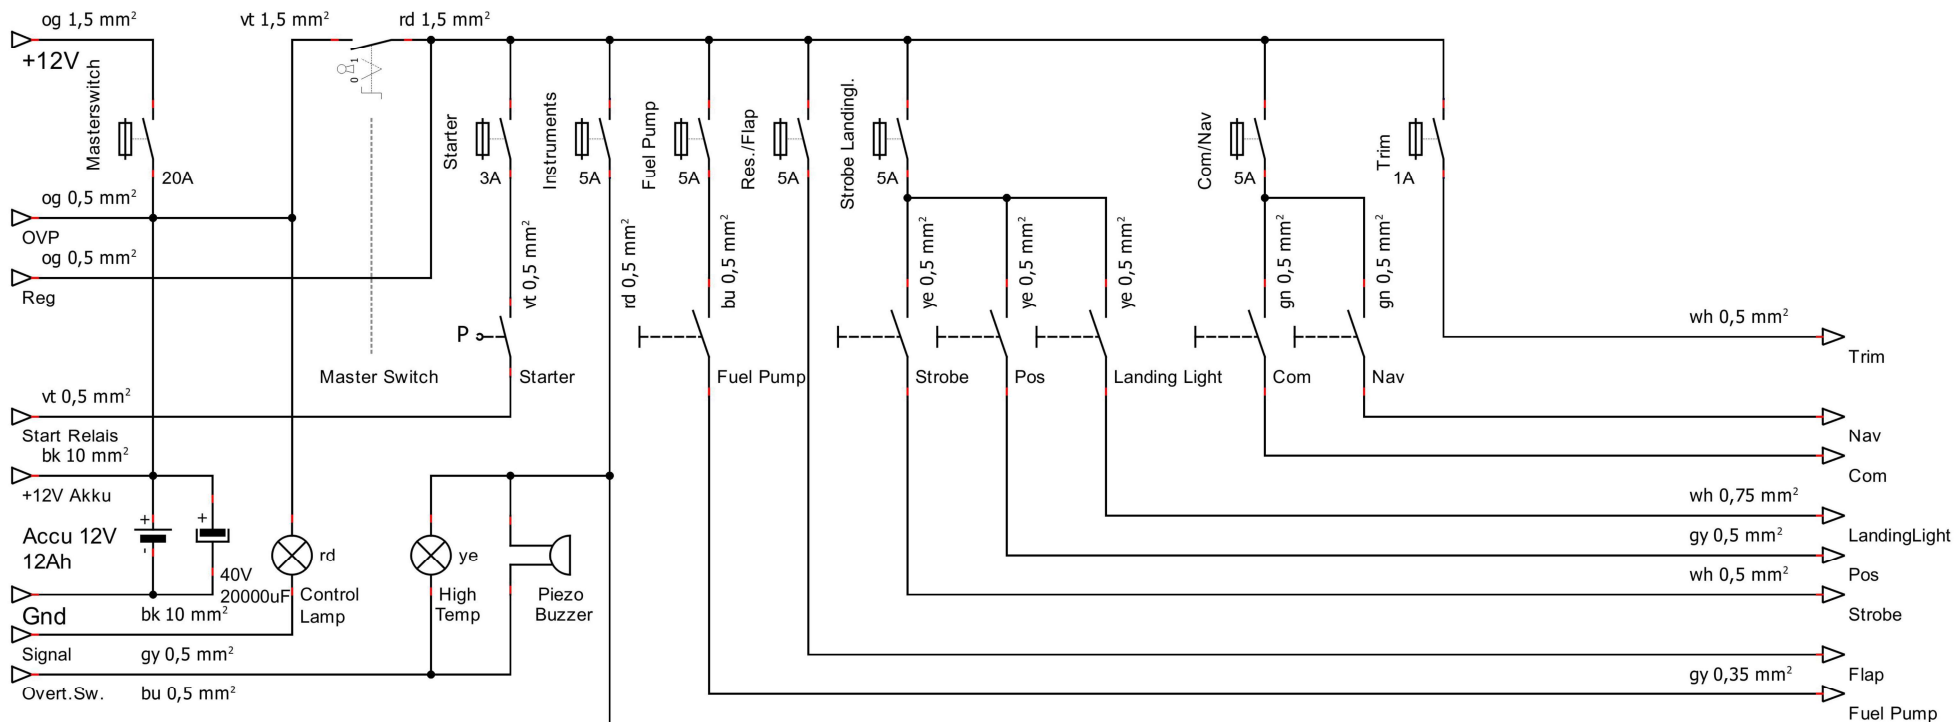 og 1,5 mm²
vt 1,5 mm²
rd 1,5 mm²
+12V
0 1
Masterswitch
20A
Starter
3A
Instruments
5A
Fuel Pump
5A
Res./Flap
5A
Strobe Landingl.
5A
Com/Nav
5A
Trim
1A
og 0,5 mm²
OVP
og 0,5 mm²
Reg
vt 0,5 mm²
rd 0,5 mm²
bu 0,5 mm²
ye 0,5 mm²
ye 0,5 mm²
ye 0,5 mm²
gn 0,5 mm²
gn 0,5 mm²
wh 0,5 mm²
Trim
P
Master Switch
Starter
Fuel Pump
Strobe
Pos
Landing Light
Com
Nav
vt 0,5 mm²
Start Relais
Nav
bk 10 mm²
+12V Akku
Com
wh 0,75 mm²
LandingLight
+
-
+
Accu 12V
12Ah
rd
ye
gy 0,5 mm²
Pos
40V
20000uF
Control
Lamp
High
Temp
Piezo
Buzzer
wh 0,5 mm²
Strobe
Gnd
bk 10 mm²
Signal
gy 0,5 mm²
Flap
gy 0,35 mm²
Overt.Sw.
bu 0,5 mm²
Fuel Pump